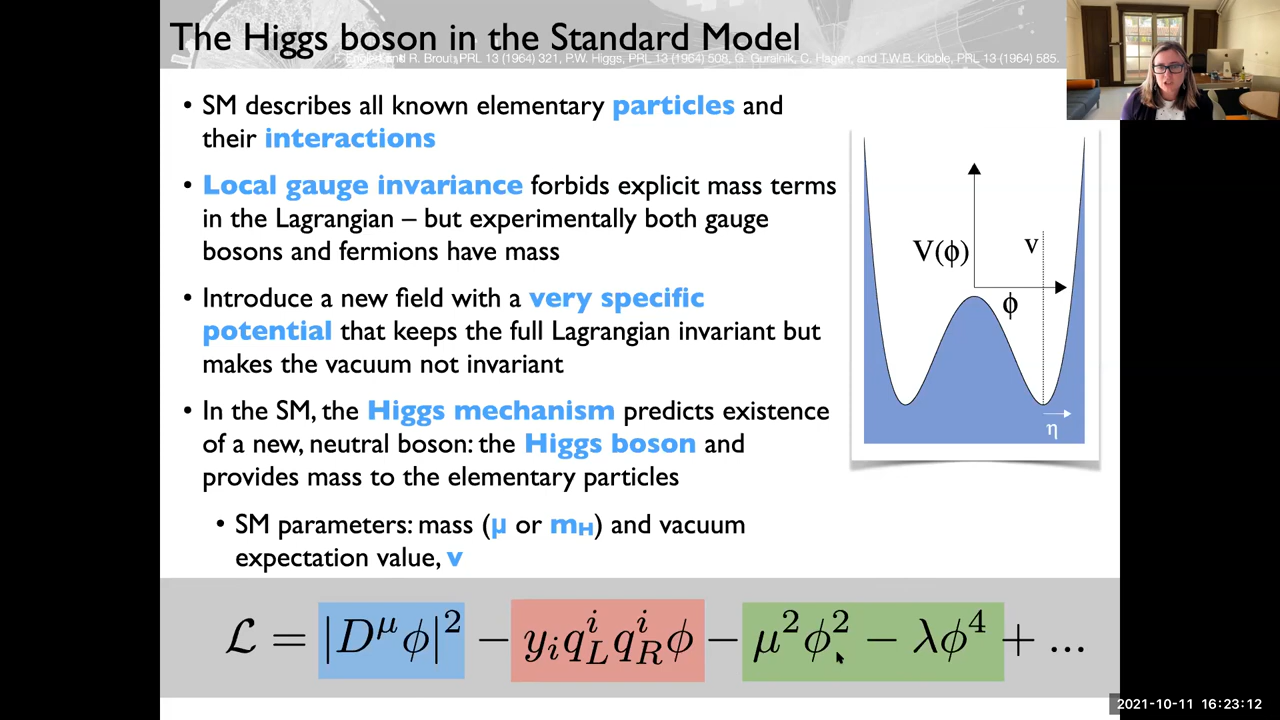 The Higgs boson in the Standard Model
F. Englert and R. Brout, PRL 13 (1964) 321, P.W. Higgs, PRL 13 (1964) 508, G. Guralnik, C. Hagen, and T.W.B. Kibble, PRL 13 (1964) 585.
• SM describes all known elementary particles and
their interactions
• Local gauge invariance forbids explicit mass terms
in the Lagrangian – but experimentally both gauge
bosons and fermions have mass
• Introduce a new field with a very specific
potential that keeps the full Lagrangian invariant but
makes the vacuum not invariant
• In the SM, the Higgs mechanism predicts existence
of a new, neutral boson: the Higgs boson and
provides mass to the elementary particles
• SM parameters: mass (μ or mH) and vacuum
expectation value, v
V(ϕ)
v
ϕ
η
ℒ = |D^μ ϕ|^2 − y_i q_L^i q_R^i ϕ − μ^2 ϕ^2 − λϕ^4 + ...
2021-10-11 16:23:12